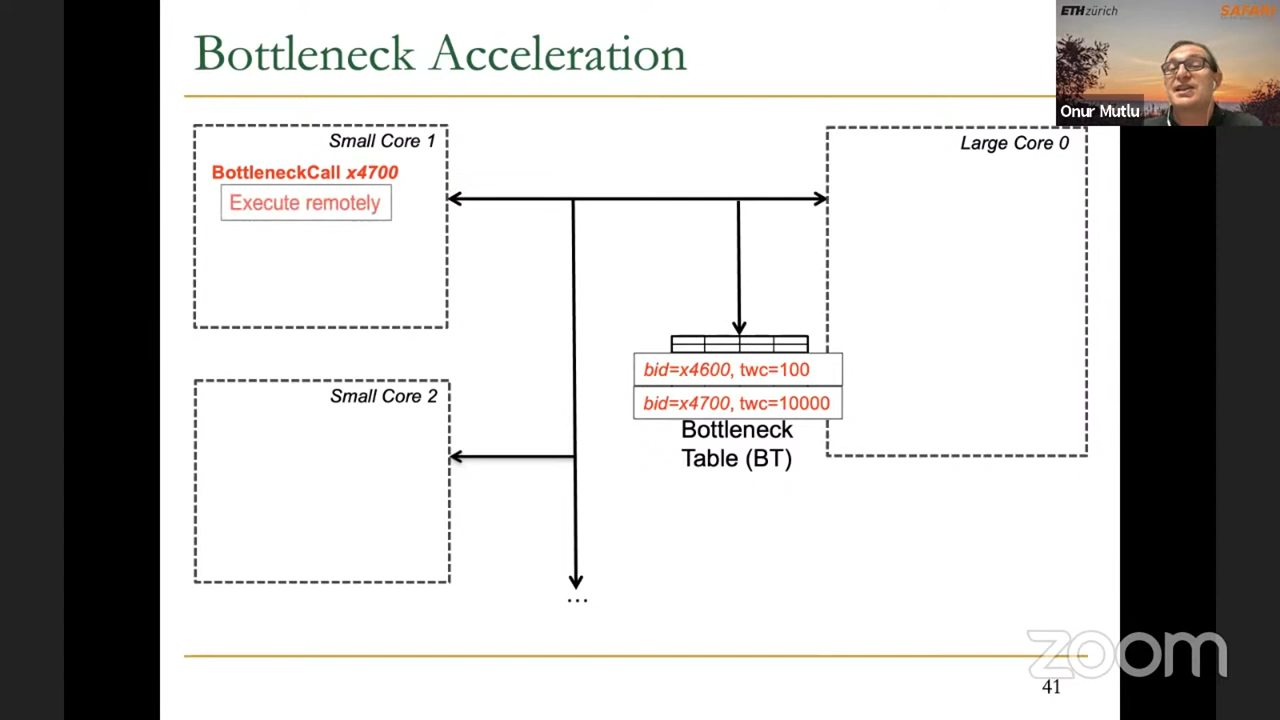 Bottleneck Acceleration
ETH zürich
SAFARI
Onur Mutlu
Small Core 1
BottleneckCall x4700
Execute remotely
Large Core 0
bid=x4600, twc=100
bid=x4700, twc=10000
Bottleneck
Table (BT)
Small Core 2
...
zoom
41